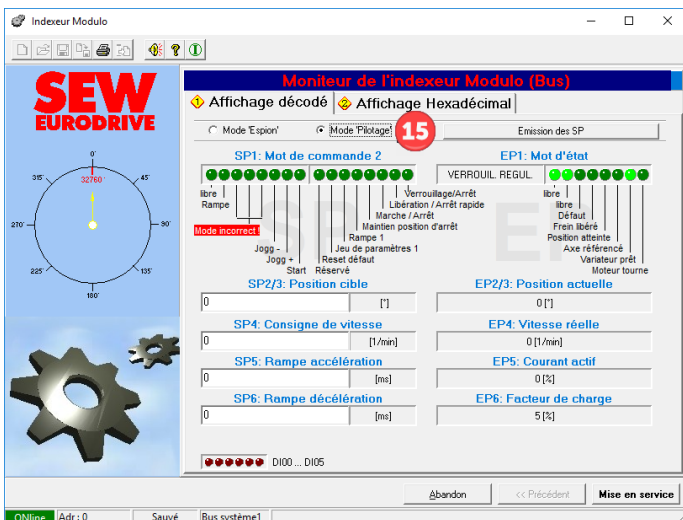 Indexeur Modulo
SEW
EURODRIVE
0'
315'
32760 '
45'
270'
90'
225'
135'
180'
Moniteur de l'indexeur Modulo (Bus)
1 Affichage décodé
2 Affichage Hexadécimal
Mode 'Espion'
Mode 'Pilotage'
15
Emission des SP
SP
EP
SP1: Mot de commande 2
libre
Rampe
Mode incorrect !
Jogg -
Jogg +
Start
Verrouillage/Arrêt
Libération / Arrêt rapide
Marche / Arrêt
Maintien position d'arrêt
Rampe 1
Jeu de paramètres 1
Reset défaut
Réservé
EP1: Mot d'état
VERROUIL. REGUL.
libre
libre
Défaut
Frein libéré
Position atteinte
Axe référencé
Variateur prêt
Moteur tourne
SP2/3: Position cible
0
[°]
EP2/3: Position actuelle
0 [°]
SP4: Consigne de vitesse
0
[1/min]
EP4: Vitesse réelle
0 [1/min]
SP5: Rampe accélération
0
[ms]
EP5: Courant actif
0 [%]
SP6: Rampe décélération
0
[ms]
EP6: Facteur de charge
5 [%]
DI00 ... DI05
Abandon
<< Précédent
Mise en service
ONline
Adr : 0
Sauvé
Bus système1